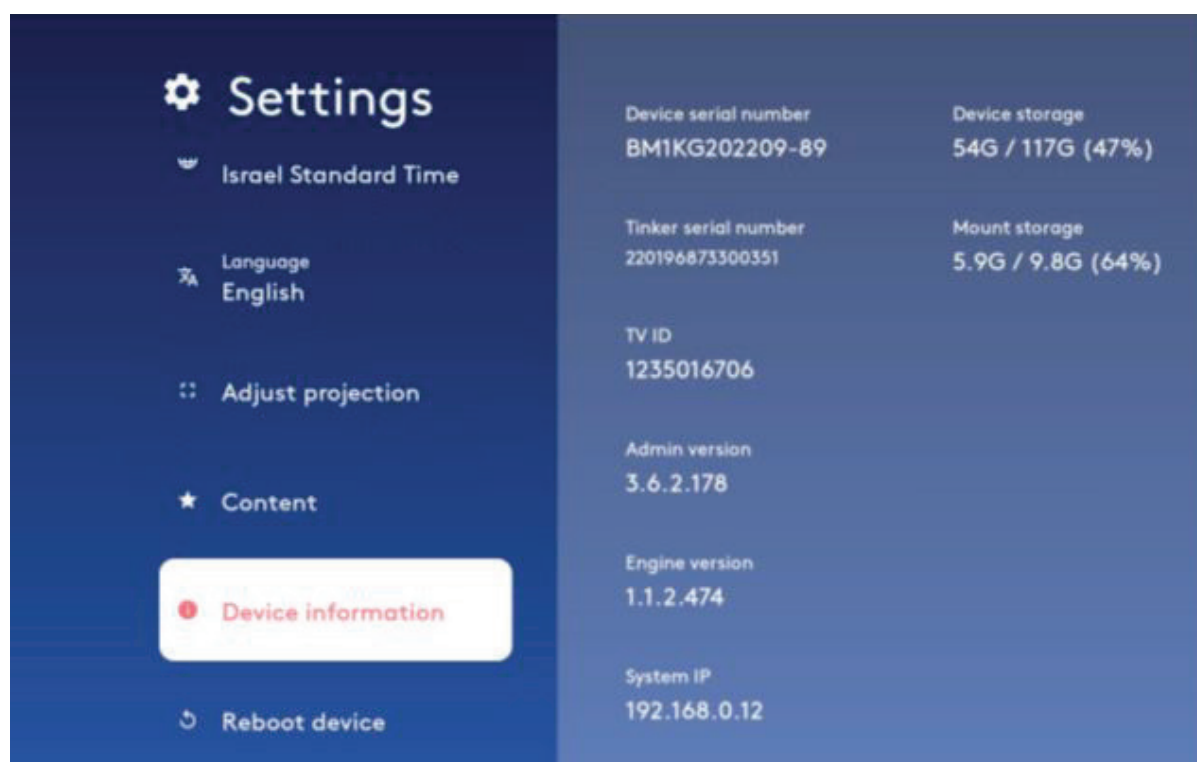 Settings
Israel Standard Time
Language
English
Adjust projection
Content
Device information
Reboot device
Device serial number
BM1KG202209-89
Device storage
54G / 117G (47%)
Tinker serial number
220196873300351
Mount storage
5.9G / 9.8G (64%)
TV ID
1235016706
Admin version
3.6.2.178
Engine version
1.1.2.474
System IP
192.168.0.12